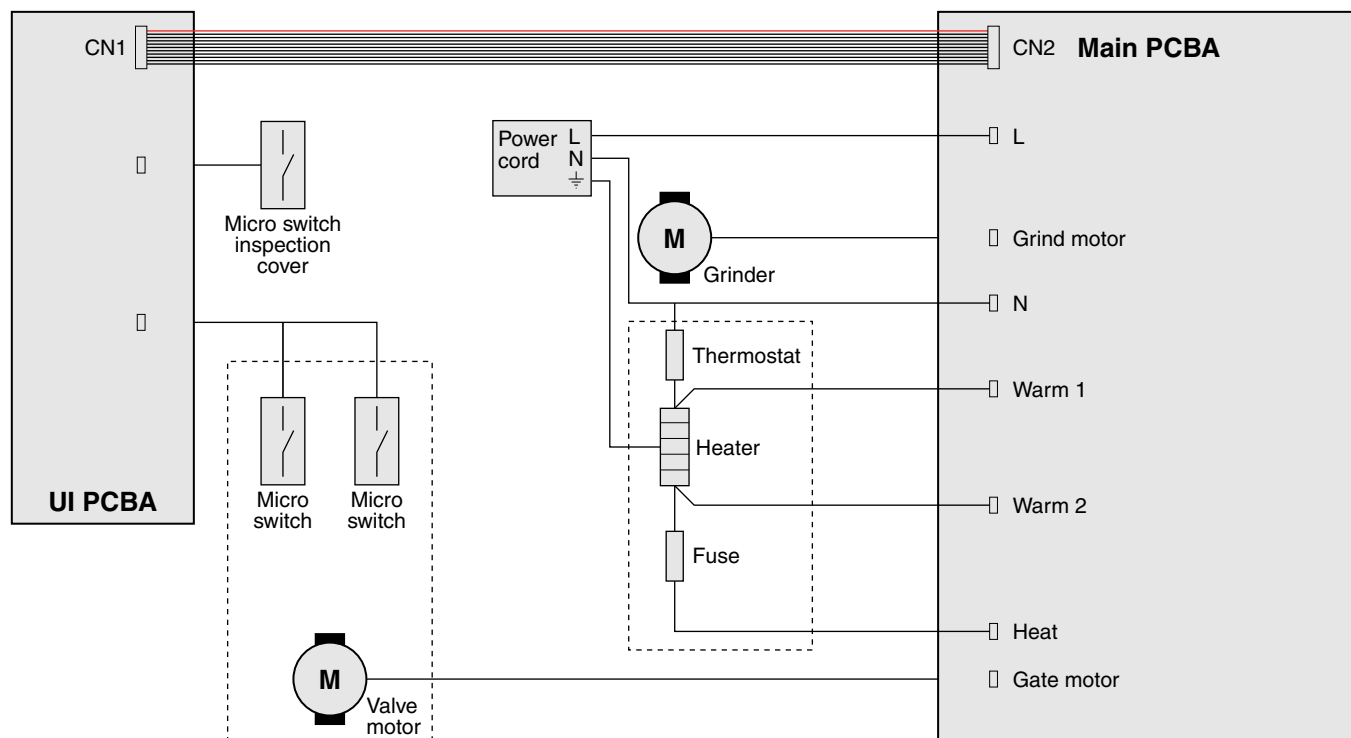 CN1
CN2 Main PCBA
Power L
cord N
L
Micro switch
inspection
cover
M
Grinder
Grind motor
N
Thermostat
Warm 1
Heater
UI PCBA
Micro
switch
Micro
switch
Warm 2
Fuse
Heat
M
Valve
motor
Gate motor